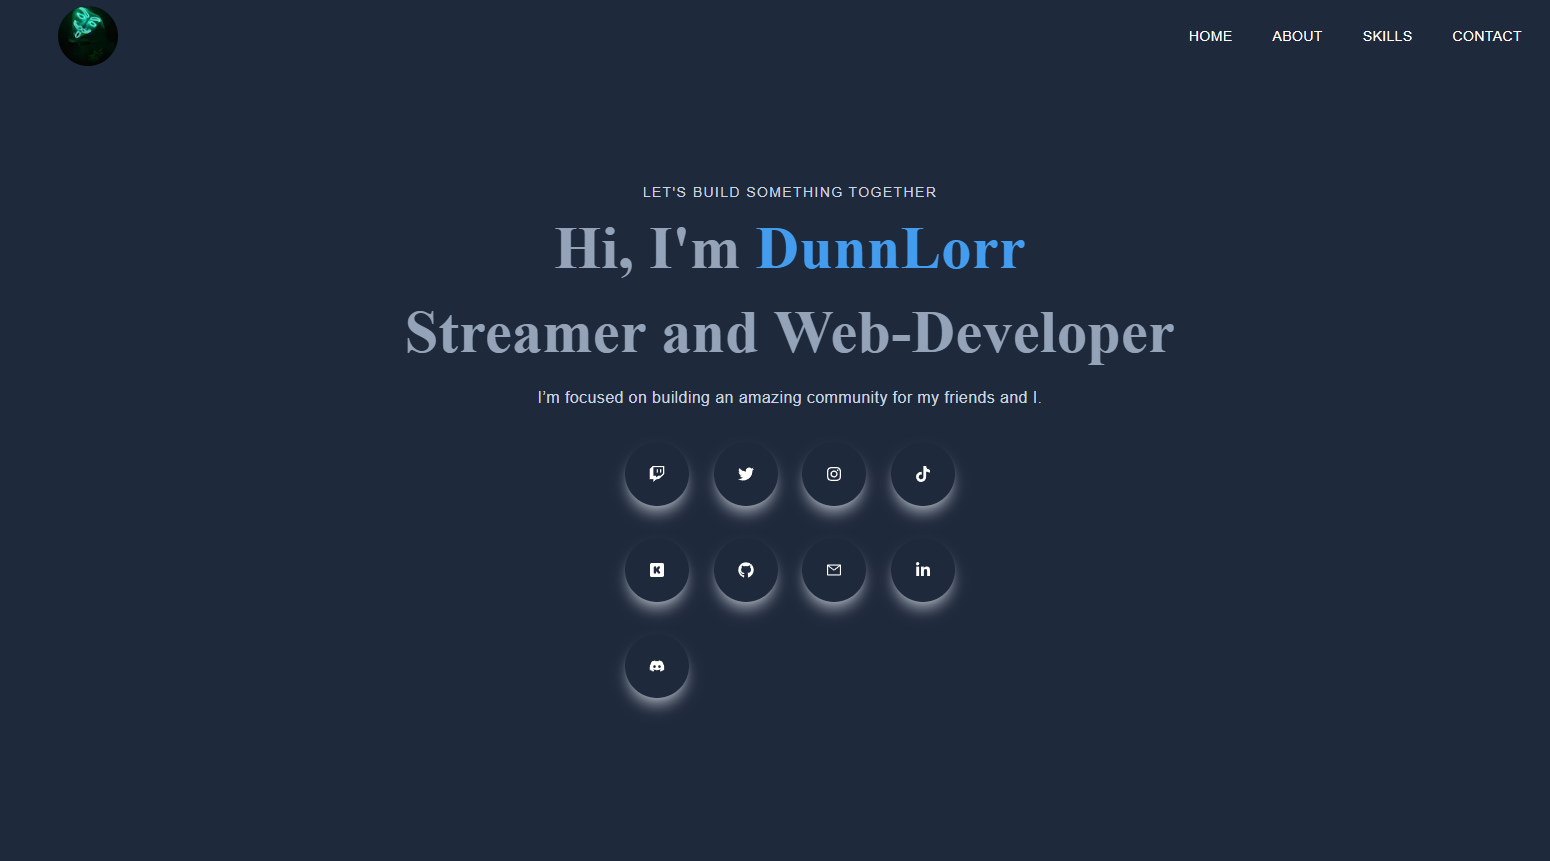 HOME ABOUT SKILLS CONTACT
LET'S BUILD SOMETHING TOGETHER
Hi, I'm DunnLorr
Streamer and Web-Developer
I’m focused on building an amazing community for my friends and I.